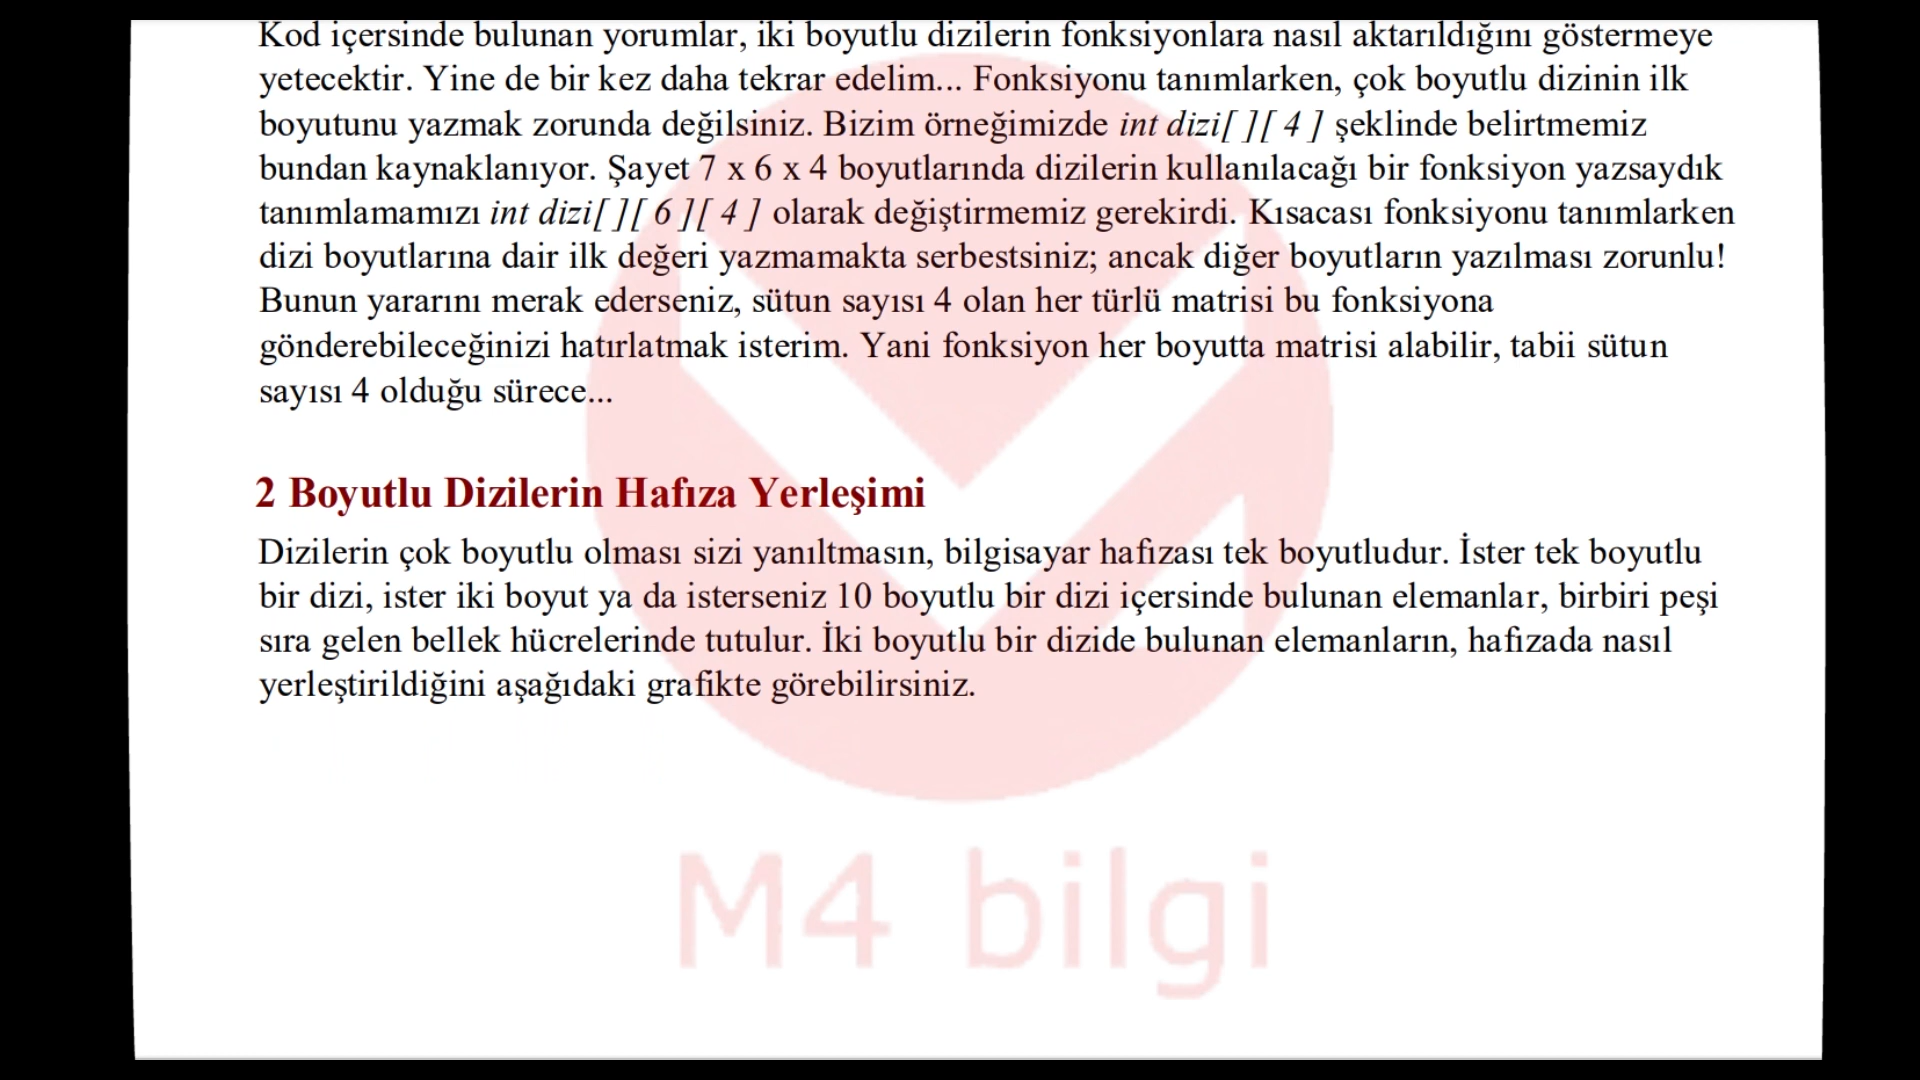 Kod içersinde bulunan yorumlar, iki boyutlu dizilerin fonksiyonlara nasıl aktarıldığını göstermeye
yetecektir. Yine de bir kez daha tekrar edelim... Fonksiyonu tanımlarken, çok boyutlu dizinin ilk
boyutunu yazmak zorunda değilsiniz. Bizim örneğimizde int dizi[ ][ 4 ] şeklinde belirtmemiz
bundan kaynaklanıyor. Şayet 7 x 6 x 4 boyutlarında dizilerin kullanılacağı bir fonksiyon yazsaydık
tanımlamamızı int dizi[ ][ 6 ][ 4 ] olarak değiştirmemiz gerekirdi. Kısacası fonksiyonu tanımlarken
dizi boyutlarına dair ilk değeri yazmamakta serbestsiniz; ancak diğer boyutların yazılması zorunlu!
Bunun yararını merak ederseniz, sütun sayısı 4 olan her türlü matrisi bu fonksiyona
gönderebileceğinizi hatırlatmak isterim. Yani fonksiyon her boyutta matrisi alabilir, tabii sütun
sayısı 4 olduğu sürece...
2 Boyutlu Dizilerin Hafıza Yerleşimi
Dizilerin çok boyutlu olması sizi yanıltmasın, bilgisayar hafızası tek boyutludur. İster tek boyutlu
bir dizi, ister iki boyut ya da isterseniz 10 boyutlu bir dizi içersinde bulunan elemanlar, birbiri peşi
sıra gelen bellek hücrelerinde tutulur. İki boyutlu bir dizide bulunan elemanların, hafızada nasıl
yerleştirildiğini aşağıdaki grafikte görebilirsiniz.
M4 bilgi